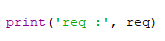 print('req :', req)